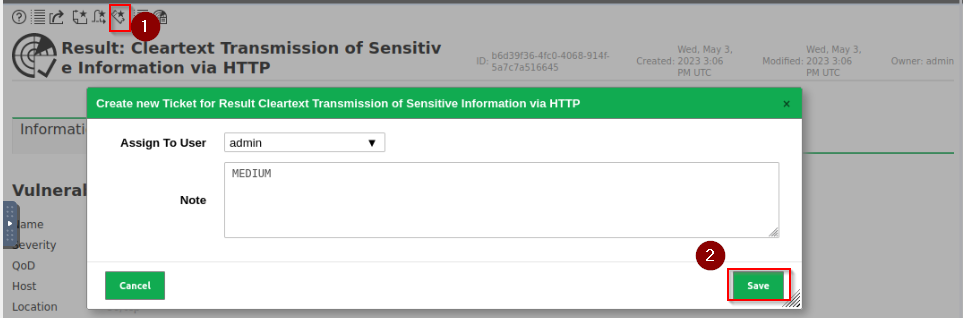 1
Result: Cleartext Transmission of Sensitiv
e Information via HTTP
ID: b6d39f36-4fc0-4068-914f-
5a7c7a516645
Created: Wed, May 3,
2023 3:06
PM UTC
Modified: Wed, May 3,
2023 3:06
PM UTC
Owner: admin
Create new Ticket for Result Cleartext Transmission of Sensitive Information via HTTP ×
Informati
Assign To User admin ▼
MEDIUM
Note
Vulneral
Name
Severity
QoD
Host
Location
2
Cancel Save